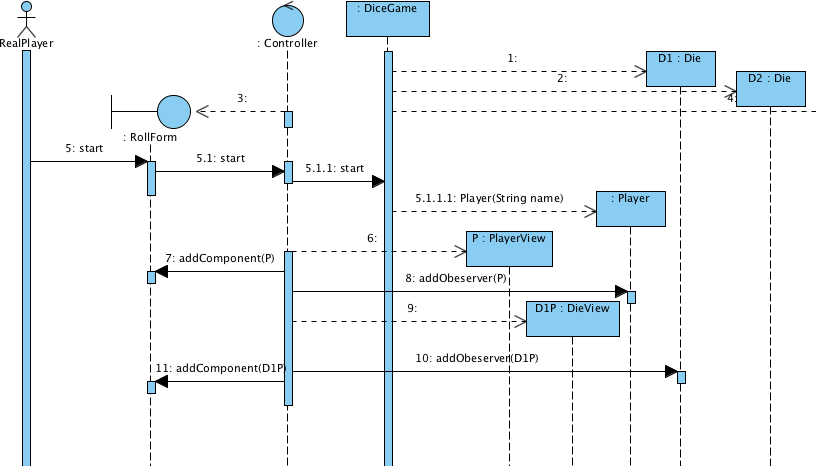 : DiceGame
RealPlayer
: Controller
1:
D1 : Die
2:
D2 : Die
3:
4:
: RollForm
5: start
5.1: start
5.1.1: start
5.1.1.1: Player(String name)
: Player
6:
P : PlayerView
7: addComponent(P)
8: addObeserver(P)
9:
D1P : DieView
11: addComponent(D1P)
10: addObeserver(D1P)